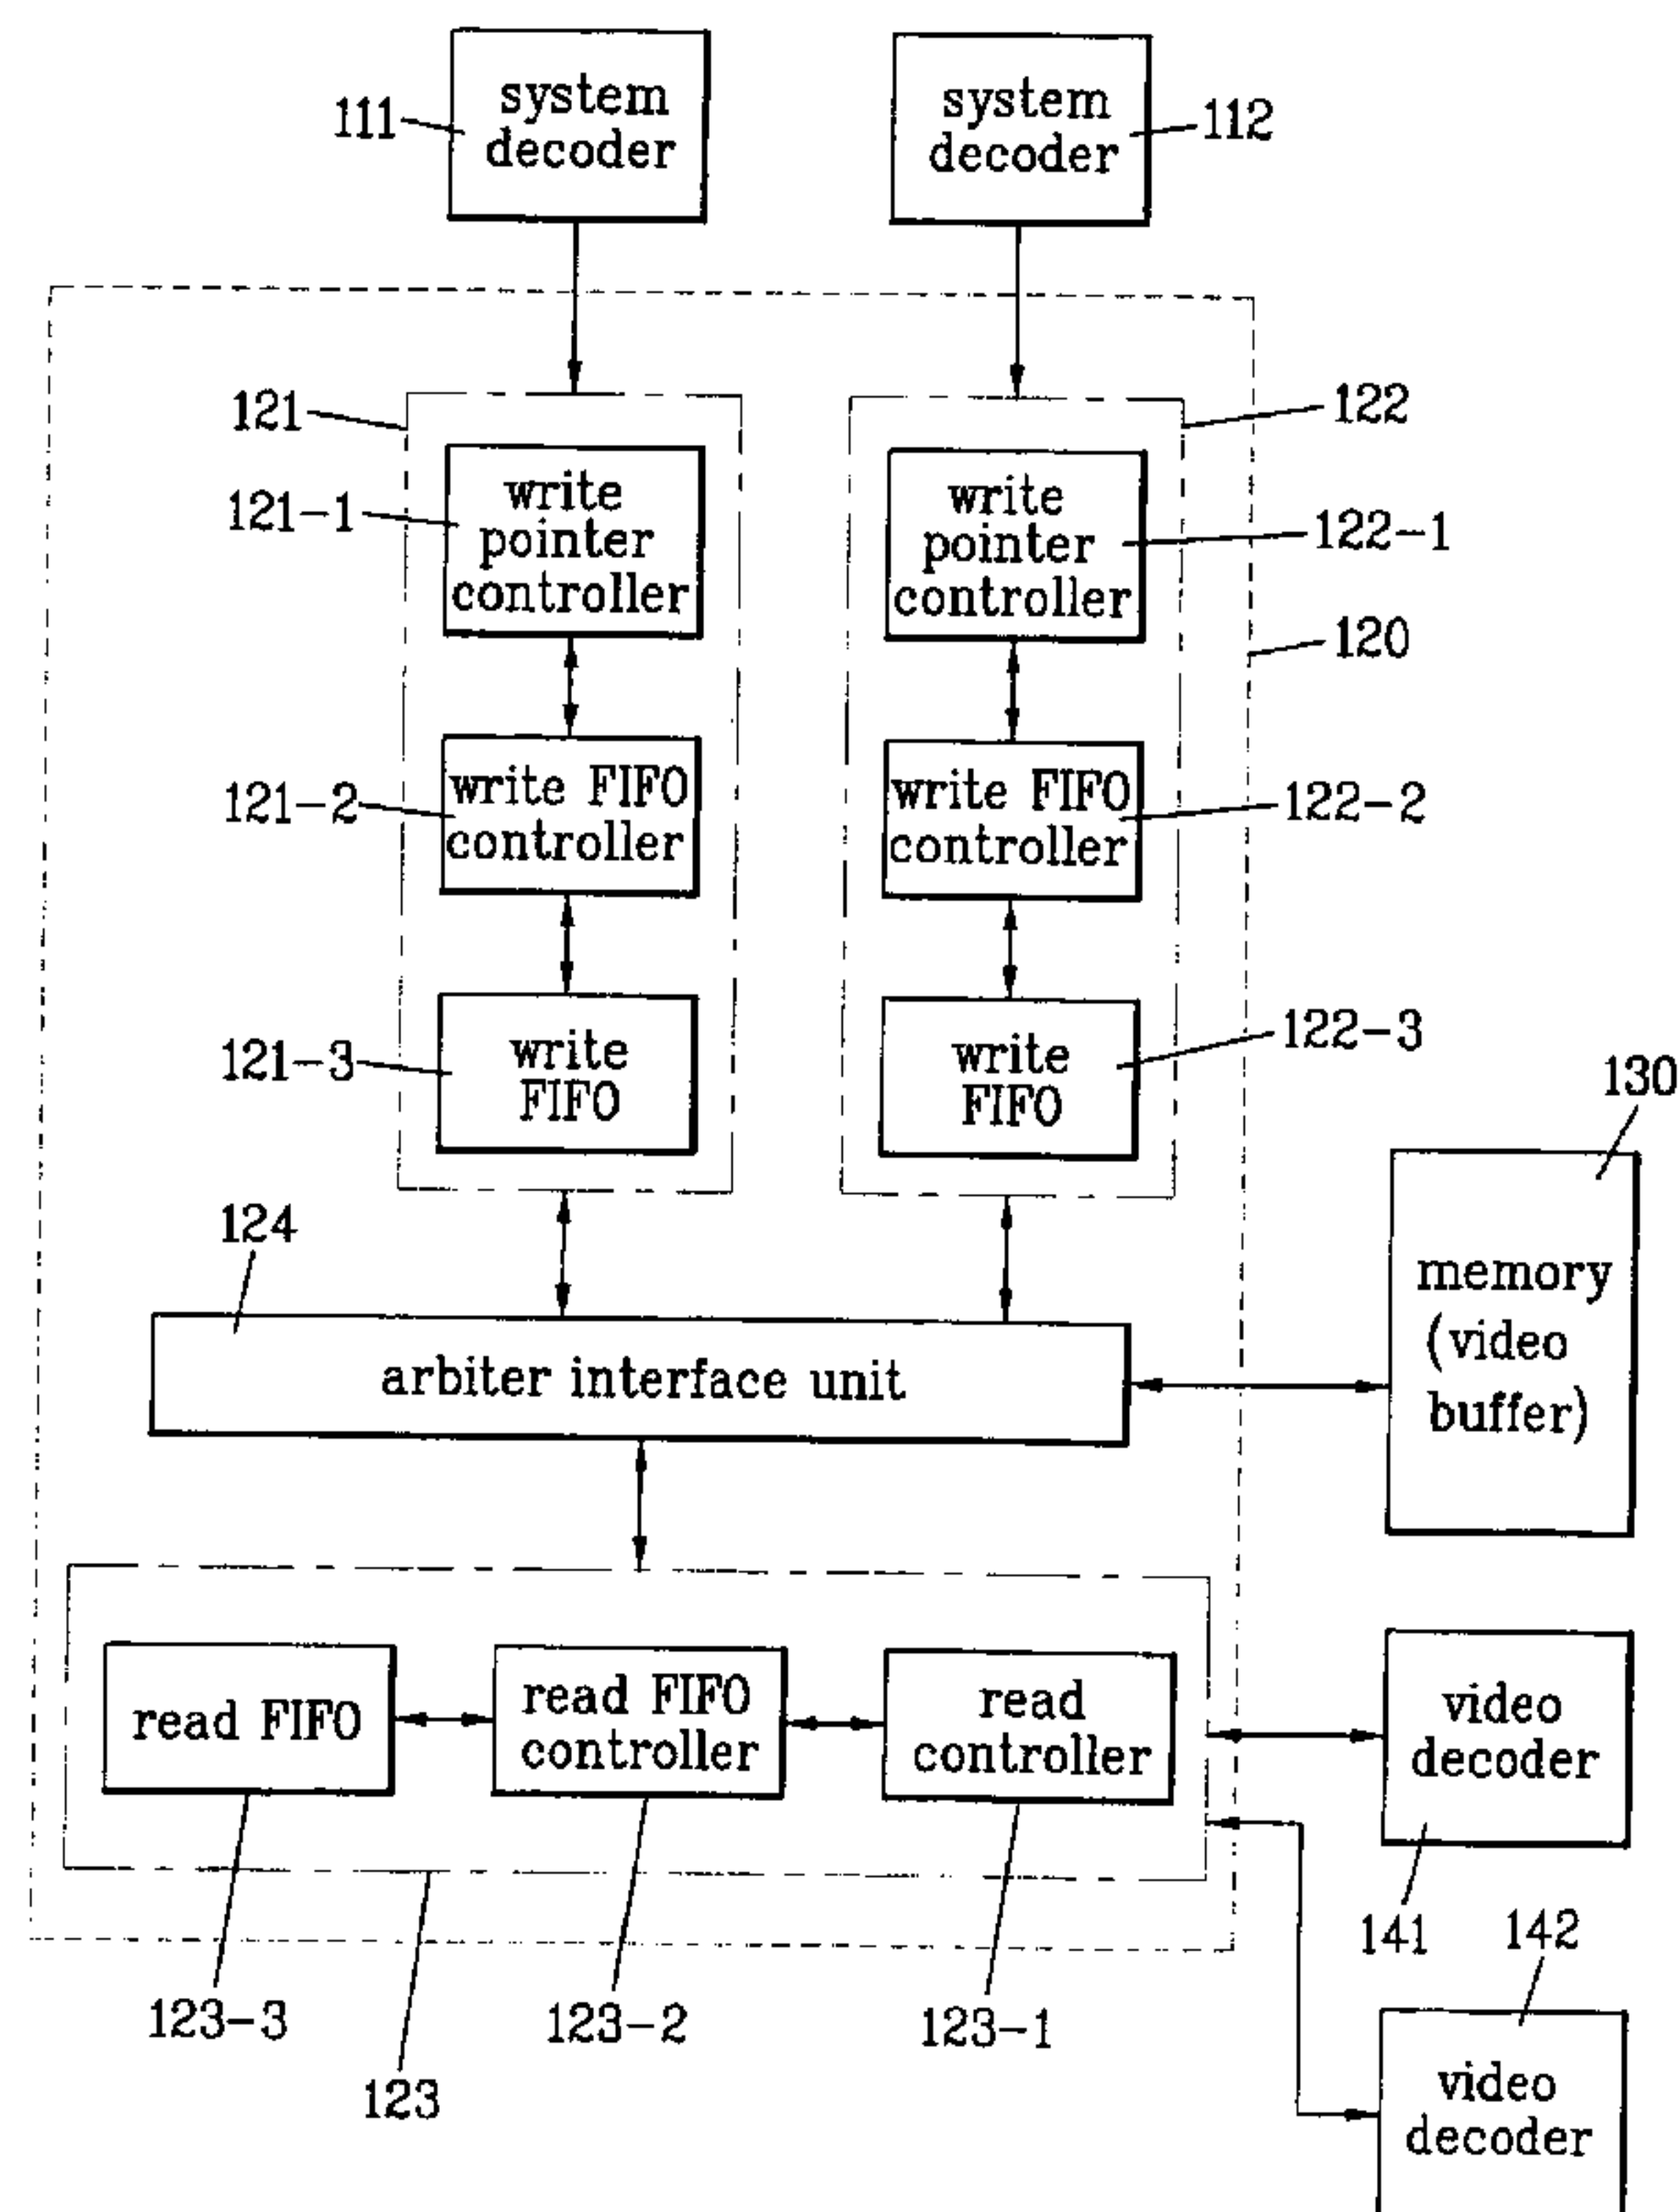 system
decoder
111
system
decoder
112
121
122
write
pointer
controller
121-1
write
pointer
controller
122-1
120
write FIFO
controller
121-2
write FIFO
controller
122-2
write
FIFO
121-3
write
FIFO
122-3
130
memory
(video
buffer)
124
arbiter interface unit
read FIFO
read FIFO
controller
read
controller
video
decoder
141
142
123-3
123-2
123-1
123
video
decoder